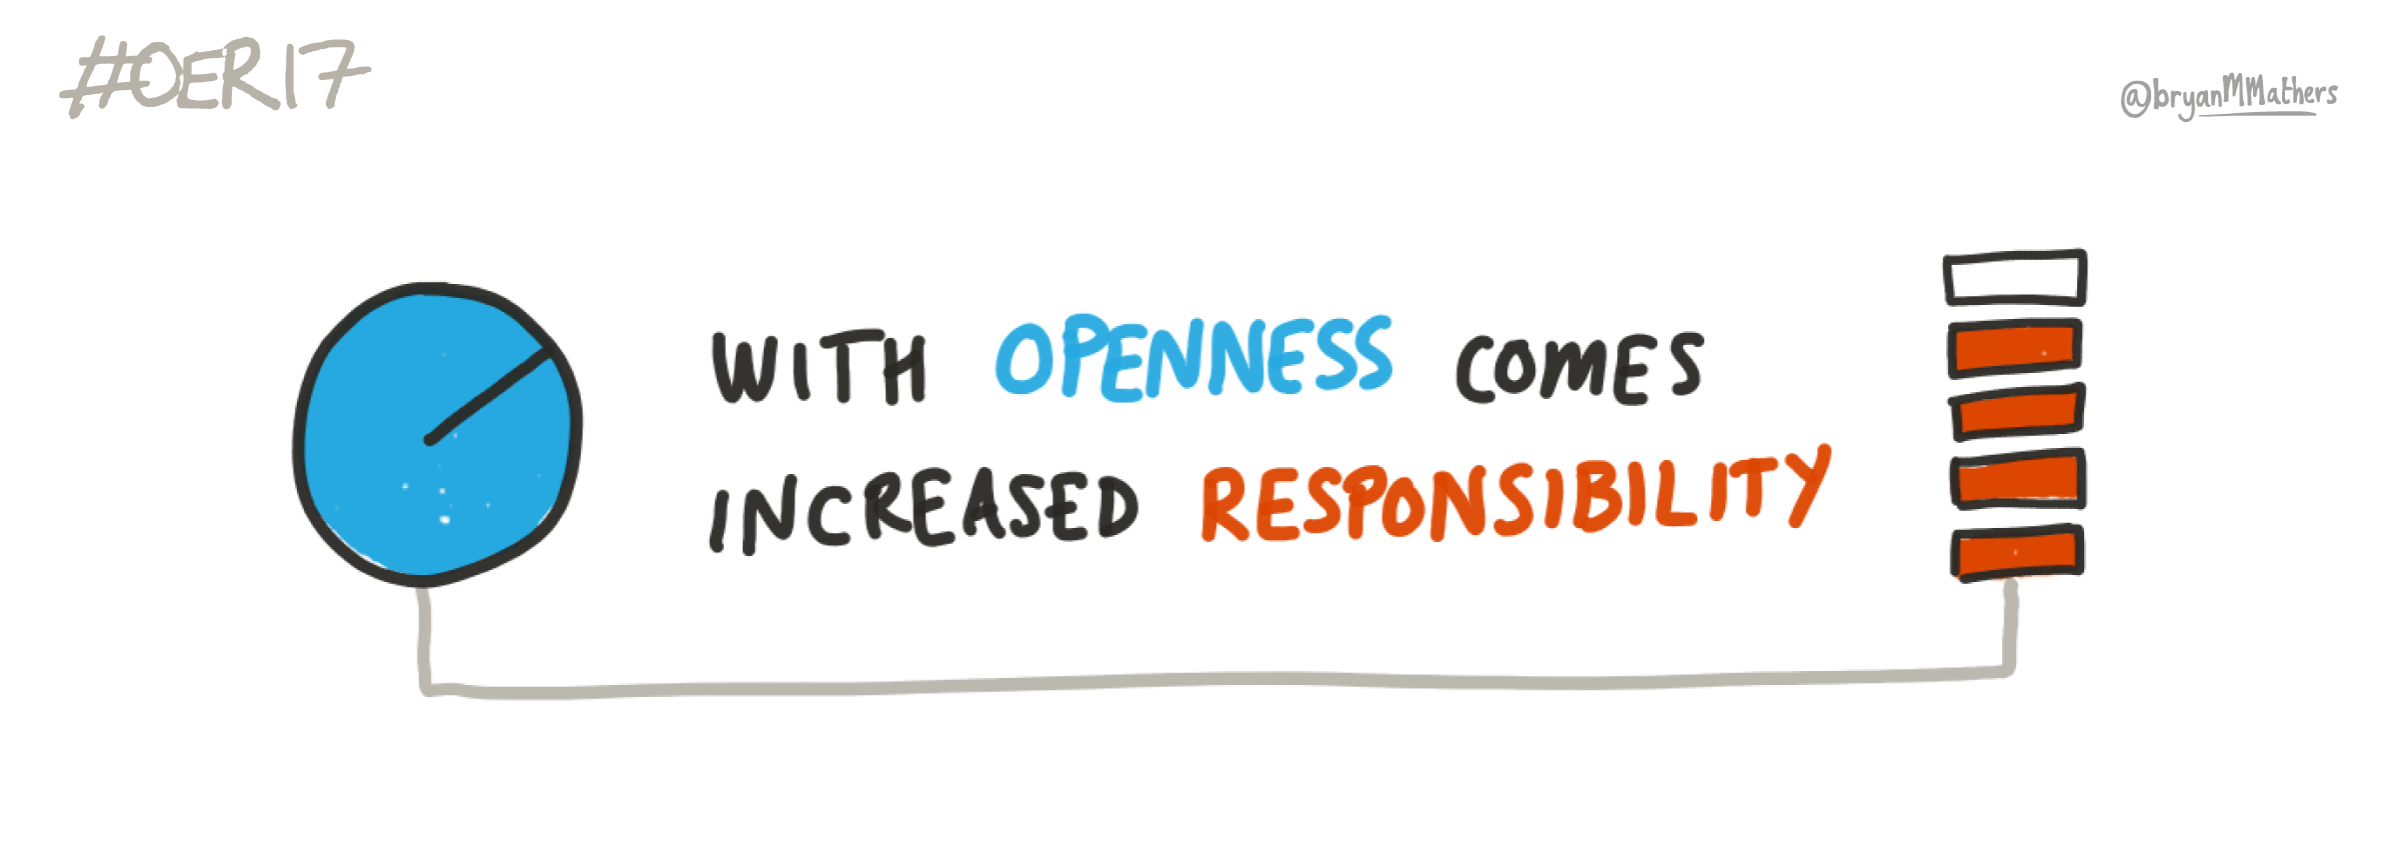 #OER17
@bryanMMathers
WITH OPENNESS COMES
INCREASED RESPONSIBILITY